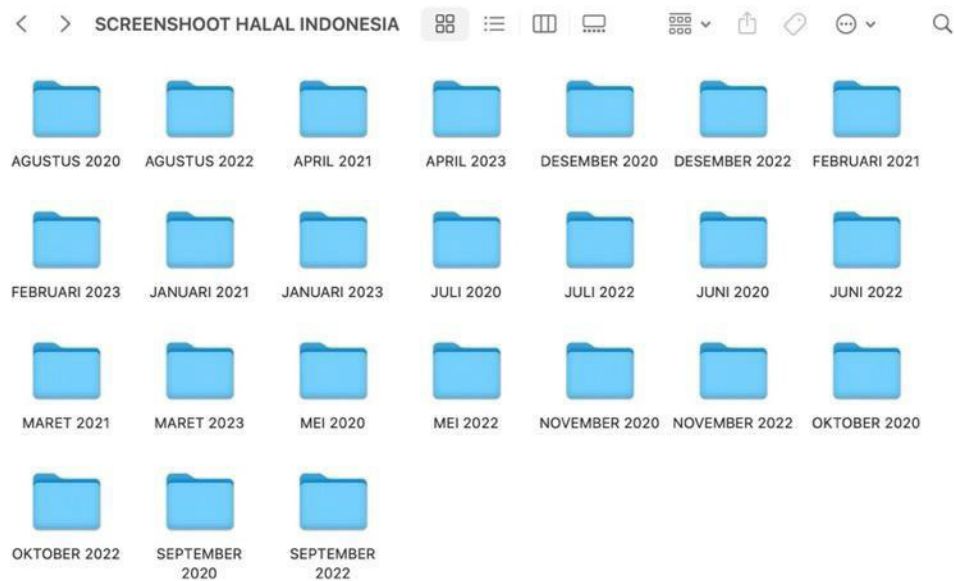 SCREENSHOOT HALAL INDONESIA
AGUSTUS 2020 AGUSTUS 2022 APRIL 2021 APRIL 2023 DESEMBER 2020 DESEMBER 2022 FEBRUARI 2021
FEBRUARI 2023 JANUARI 2021 JANUARI 2023 JULI 2020 JULI 2022 JUNI 2020 JUNI 2022
MARET 2021 MARET 2023 MEI 2020 MEI 2022 NOVEMBER 2020 NOVEMBER 2022 OKTOBER 2020
OKTOBER 2022 SEPTEMBER 2020 SEPTEMBER 2022